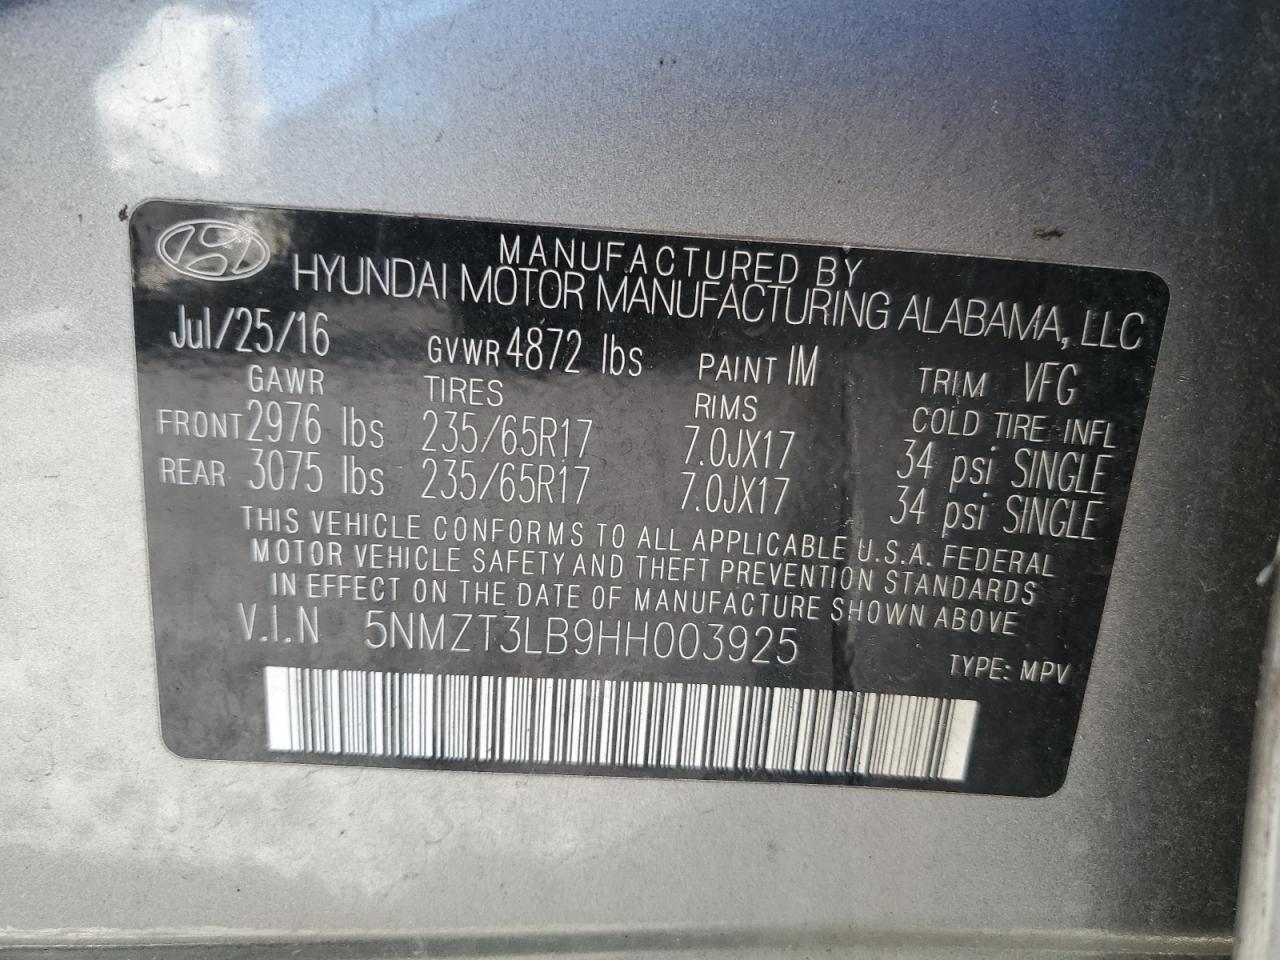 MANUFACTURED BY
HYUNDAI MOTOR MANUFACTURING ALABAMA, LLC
Jul/25/16 GVWR 4872 lbs PAINT IM TRIM VFG
GAWR TIRES RIMS COLD TIRE INFL
FRONT 2976 lbs 235/65R17 7.0JX17 34 psi SINGLE
REAR 3075 lbs 235/65R17 7.0JX17 34 psi SINGLE
THIS VEHICLE CONFORMS TO ALL APPLICABLE U.S.A. FEDERAL
MOTOR VEHICLE SAFETY AND THEFT PREVENTION STANDARDS
IN EFFECT ON THE DATE OF MANUFACTURE SHOWN ABOVE
V.I.N 5NMZT3LB9HH003925
TYPE: MPV